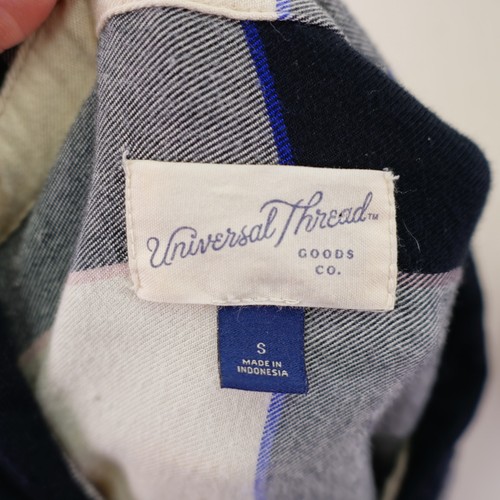 Universal Thread™
GOODS
CO.
S
MADE IN
INDONESIA